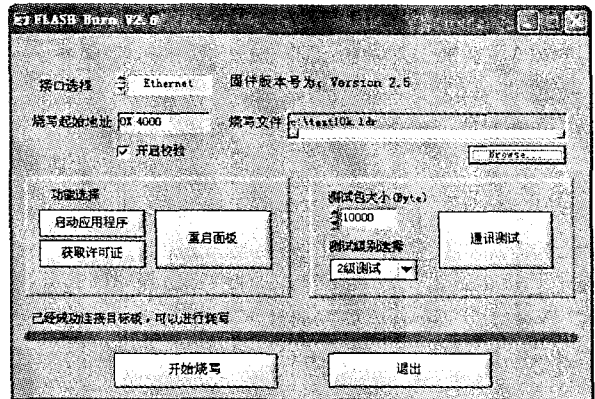 FLASH Burn V2.6
接口选择 Ethernet 固件版本号为: Version 2.5
烧写起始地址 0X 4000 烧写文件 c:\test10k.ldr
开启校验
Browse...
功能选择
启动应用程序
获取许可证
重启面板
测试包大小(Byte)
10000
测试级别选择
2级测试
通讯测试
已经成功连接目标板，可以进行烧写
开始烧写 退出